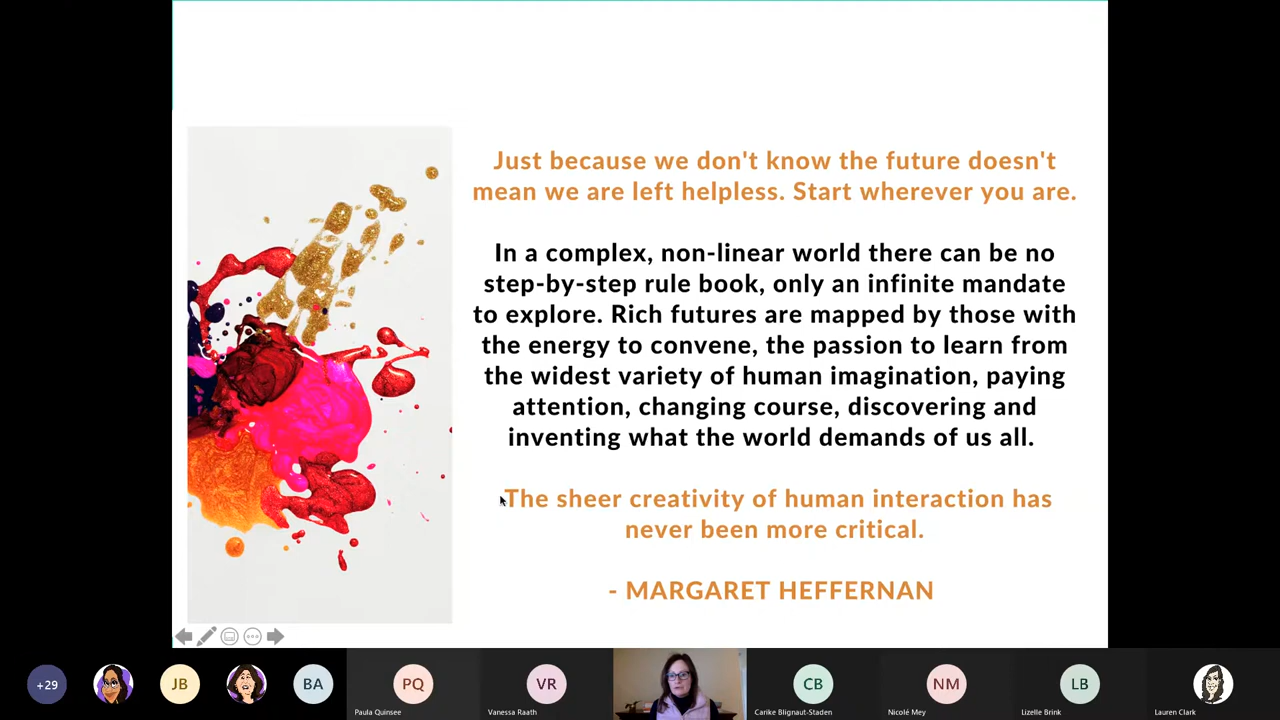 Just because we don't know the future doesn't
mean we are left helpless. Start wherever you are.
In a complex, non-linear world there can be no
step-by-step rule book, only an infinite mandate
to explore. Rich futures are mapped by those with
the energy to convene, the passion to learn from
the widest variety of human imagination, paying
attention, changing course, discovering and
inventing what the world demands of us all.
The sheer creativity of human interaction has
never been more critical.
- MARGARET HEFFERNAN
+29
JB
BA
PQ
Paula Quinsee
VR
Vanessa Raath
CB
Carike Blignaut-Staden
NM
Nicolé Mey
LB
Lizelle Brink
Lauren Clark